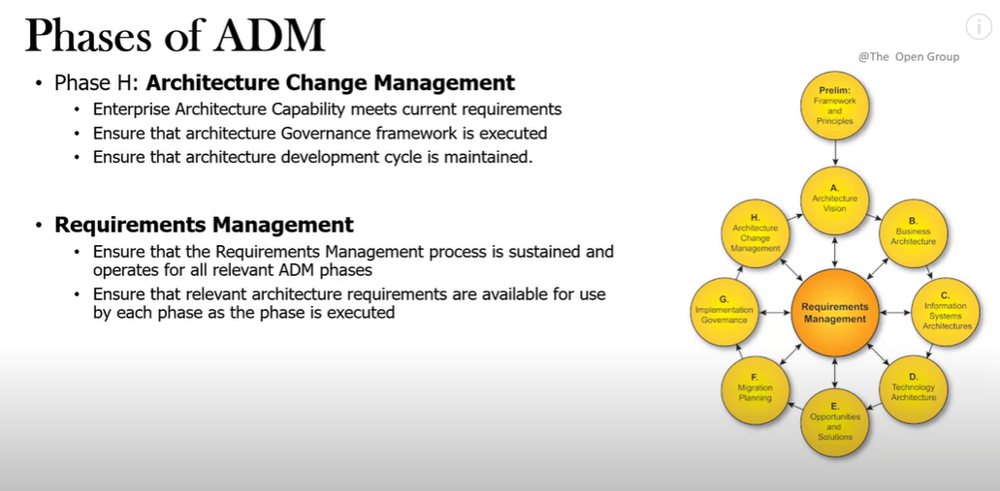 Phases of ADM
@The Open Group
• Phase H: Architecture Change Management
• Enterprise Architecture Capability meets current requirements
• Ensure that architecture Governance framework is executed
• Ensure that architecture development cycle is maintained.
• Requirements Management
• Ensure that the Requirements Management process is sustained and
operates for all relevant ADM phases
• Ensure that relevant architecture requirements are available for use
by each phase as the phase is executed
Prelim:
Framework
and
Principles
A.
Architecture
Vision
B.
Business
Architecture
C.
Information
Systems
Architectures
D.
Technology
Architecture
E.
Opportunities
and
Solutions
F.
Migration
Planning
G.
Implementation
Governance
H.
Architecture
Change
Management
Requirements
Management